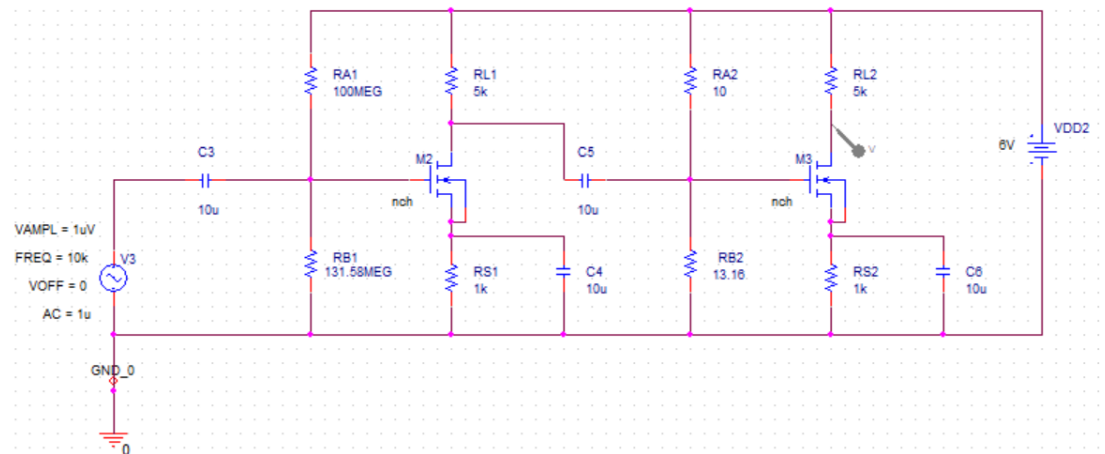 RA1
100MEG
RL1
5k
RA2
10
RL2
5k
VDD2
6V
C3
10u
M2
nch
C5
10u
M3
nch
V
VAMPL = 1uV
FREQ = 10k
VOFF = 0
AC = 1u
V3
RB1
131.58MEG
RS1
1k
C4
10u
RB2
13.16
RS2
1k
C6
10u
GND_0
0